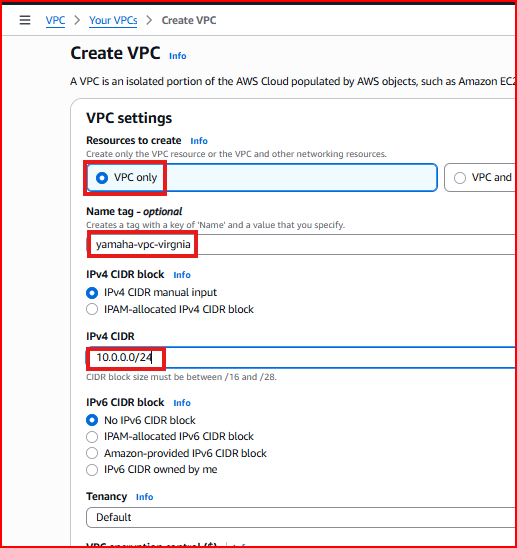 VPC > Your VPCs > Create VPC
Create VPC Info
A VPC is an isolated portion of the AWS Cloud populated by AWS objects, such as Amazon EC2
VPC settings
Resources to create Info
Create only the VPC resource or the VPC and other networking resources.
VPC only
VPC and
Name tag - optional
Creates a tag with a key of 'Name' and a value that you specify.
yamaha-vpc-virgnia
IPv4 CIDR block Info
IPv4 CIDR manual input
IPAM-allocated IPv4 CIDR block
IPv4 CIDR
10.0.0.0/24
CIDR block size must be between /16 and /28.
IPv6 CIDR block Info
No IPv6 CIDR block
IPAM-allocated IPv6 CIDR block
Amazon-provided IPv6 CIDR block
IPv6 CIDR owned by me
Tenancy Info
Default
VPC encryption control ($) Info